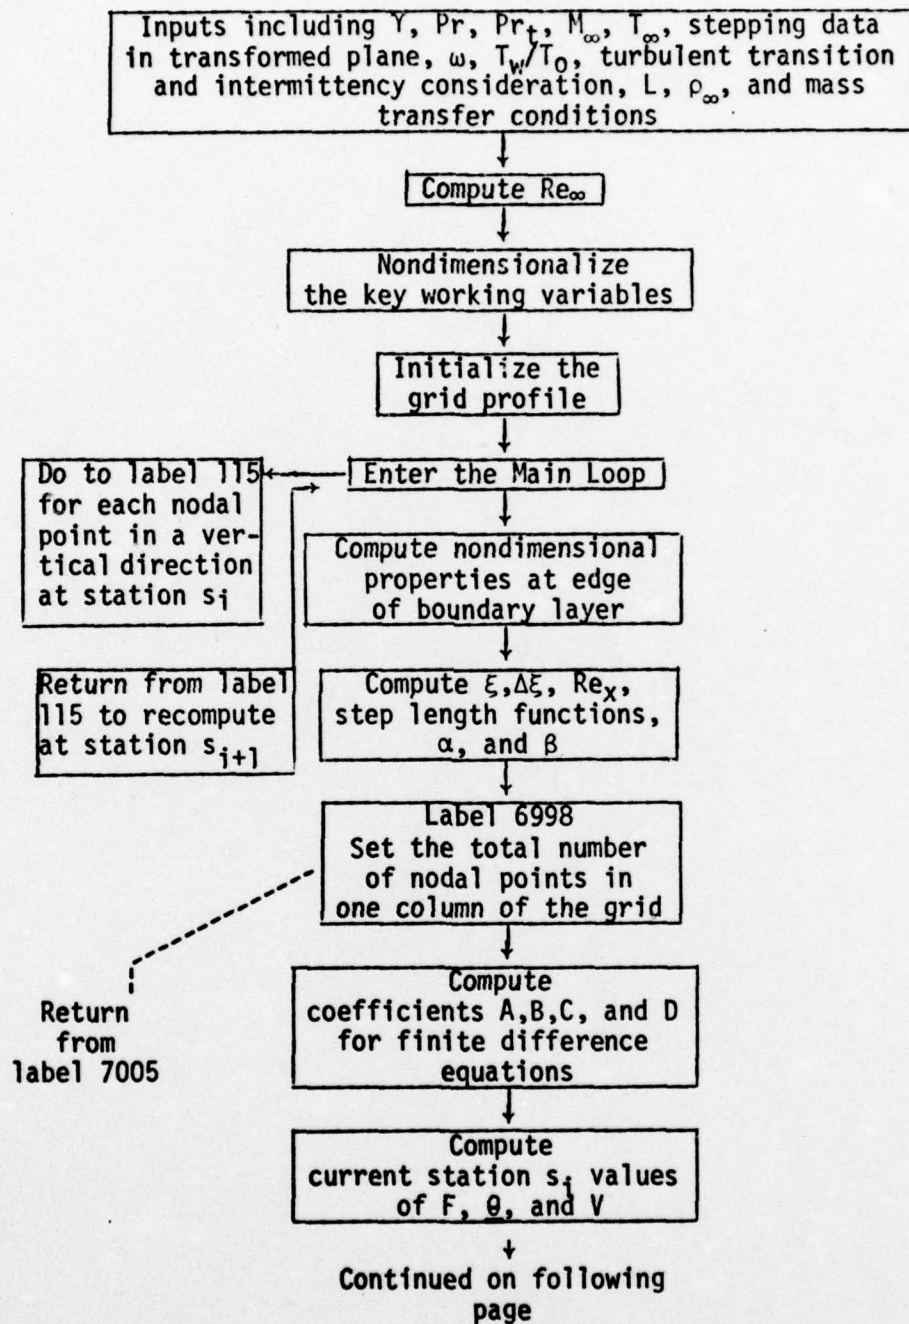 Inputs including γ, Pr, Pr_t, M_∞, T_∞, stepping data
in transformed plane, ω, T_w/T_0, turbulent transition
and intermittency consideration, L, ρ_∞, and mass
transfer conditions
Compute Re_∞
Nondimensionalize
the key working variables
Initialize the
grid profile
Enter the Main Loop
Do to label 115
for each nodal
point in a ver-
tical direction
at station s_i
Compute nondimensional
properties at edge
of boundary layer
Return from label
115 to recompute
at station s_{i+1}
Compute ξ,Δξ, Re_x,
step length functions,
α, and β
Label 6998
Set the total number
of nodal points in
one column of the grid
Return
from
label 7005
Compute
coefficients A,B,C, and D
for finite difference
equations
Compute
current station s_i values
of F, Θ, and V
Continued on following
page